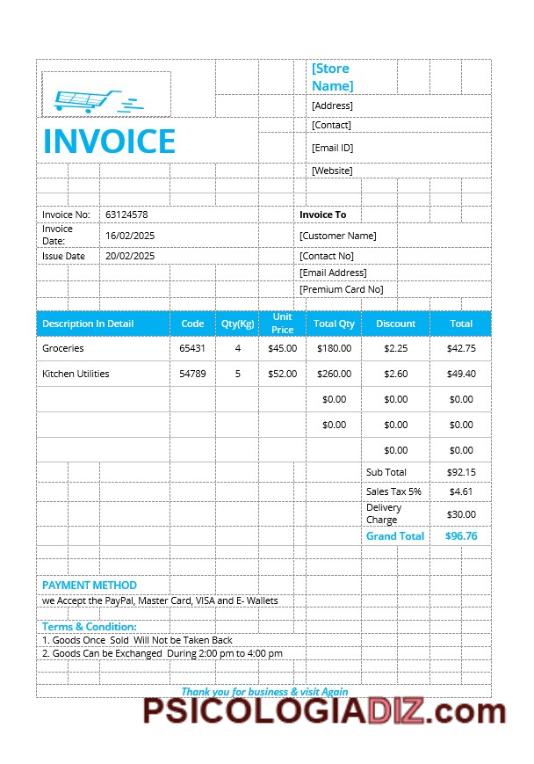 [Store
Name]
[Address]
INVOICE
[Contact]
[Email ID]
[Website]
Invoice No: 63124578 Invoice To
Invoice
Date: 16/02/2025 [Customer Name]
Issue Date 20/02/2025 [Contact No]
[Email Address]
[Premium Card No]
Description In Detail Code Qty(Kg) Unit Price Total Qty Discount Total
Groceries 65431 4 $45.00 $180.00 $2.25 $42.75
Kitchen Utilities 54789 5 $52.00 $260.00 $2.60 $49.40
$0.00 $0.00 $0.00
$0.00 $0.00 $0.00
$0.00 $0.00
Sub Total $92.15
Sales Tax 5% $4.61
Delivery
Charge $30.00
Grand Total $96.76
PAYMENT METHOD
we Accept the PayPal, Master Card, VISA and E- Wallets
Terms & Condition:
1. Goods Once Sold Will Not be Taken Back
2. Goods Can be Exchanged During 2:00 pm to 4:00 pm
Thank you for business & visit Again
PSICOLOGIADIZ.com